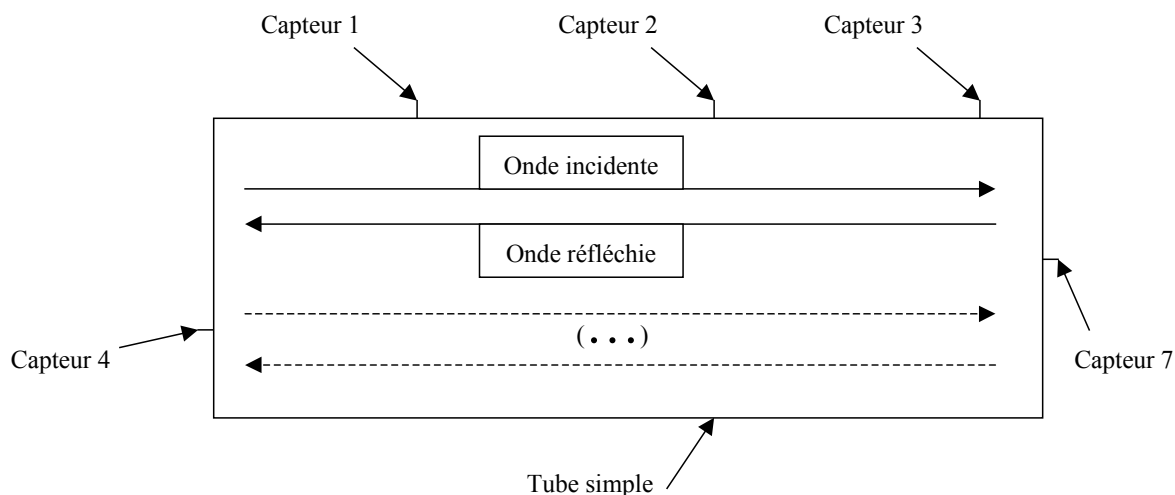 Capteur 1
Capteur 2
Capteur 3
Onde incidente
Onde réfléchie
(...)
Capteur 4
Capteur 7
Tube simple